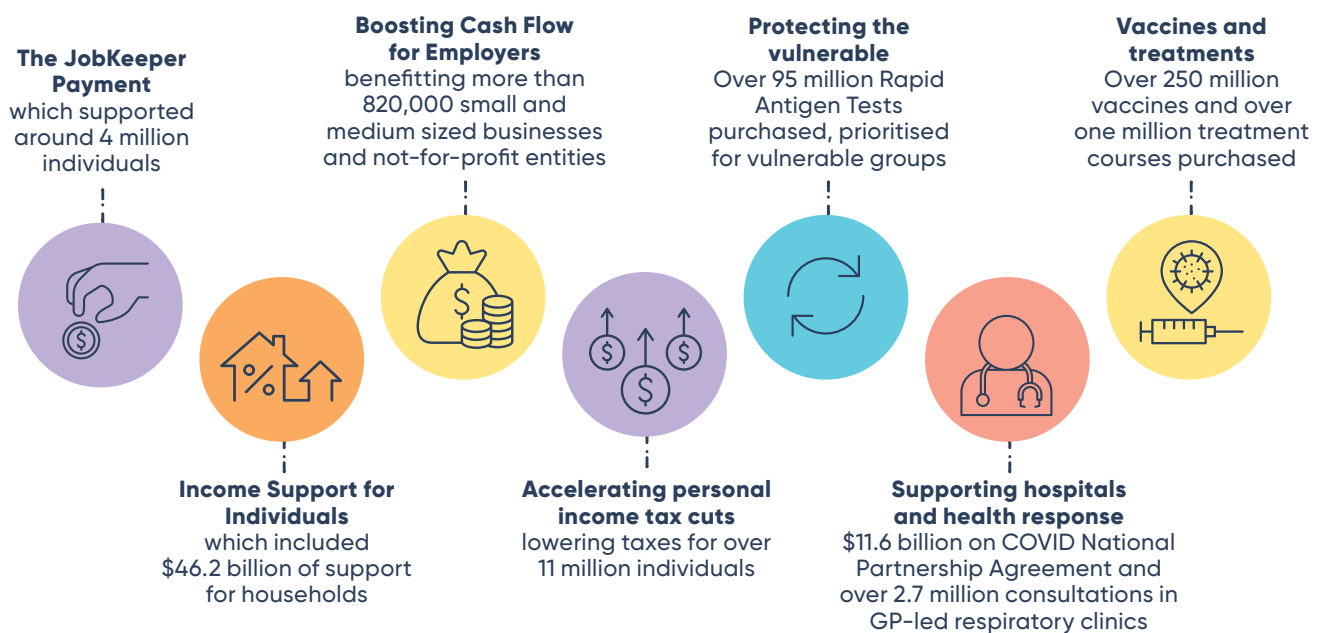 The JobKeeper
Payment
which supported
around 4 million
individuals
Income Support for
Individuals
which included
$46.2 billion of support
for households
Boosting Cash Flow
for Employers
benefitting more than
820,000 small and
medium sized businesses
and not-for-profit entities
Accelerating personal
income tax cuts
lowering taxes for over
11 million individuals
Protecting the
vulnerable
Over 95 million Rapid
Antigen Tests
purchased, prioritised
for vulnerable groups
Supporting hospitals
and health response
$11.6 billion on COVID National
Partnership Agreement and
over 2.7 million consultations in
GP-led respiratory clinics
Vaccines and
treatments
Over 250 million
vaccines and over
one million treatment
courses purchased